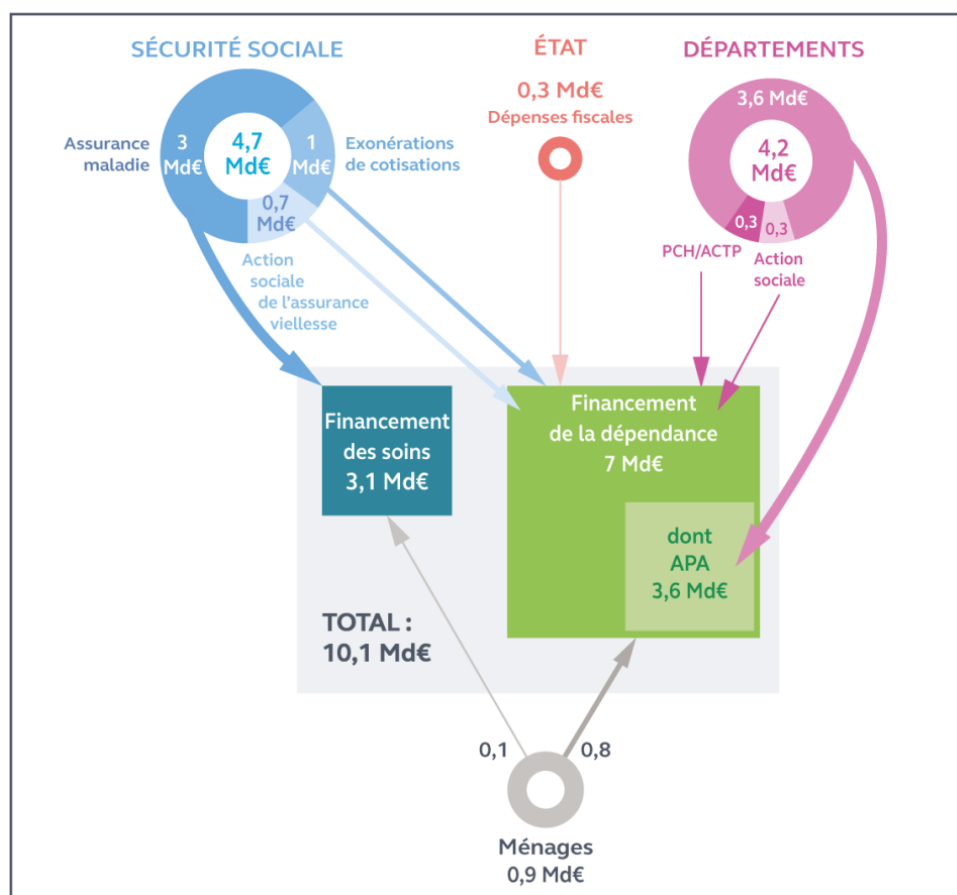 SÉCURITÉ SOCIALE
Assurance
maladie
3
Md€
4,7
Md€
1
Md€
0,7
Md€
Exonérations
de cotisations
Action
sociale
de l'assurance
viellesse
ÉTAT
0,3 Md€
Dépenses fiscales
DÉPARTEMENTS
3,6 Md€
4,2
Md€
0,3
0,3
PCH/ACTP
Action
sociale
Financement
des soins
3,1 Md€
Financement
de la dépendance
7 Md€
dont
APA
3,6 Md€
TOTAL :
10,1 Md€
0,1
0,8
Ménages
0,9 Md€